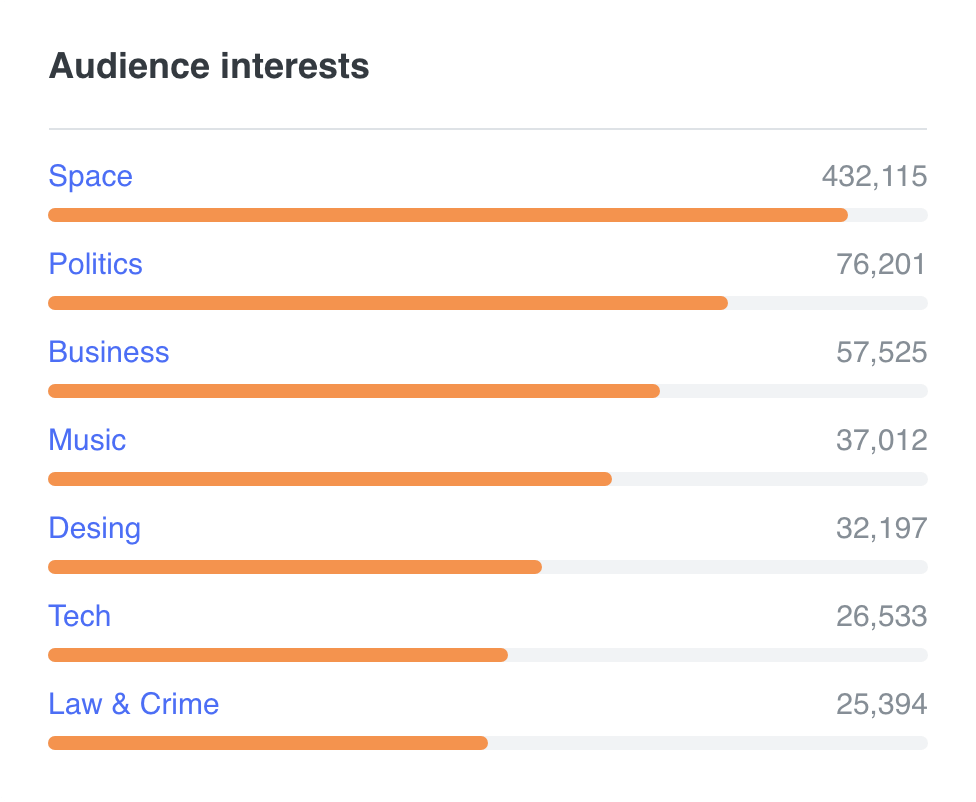 Audience interests
Space 432,115
Politics 76,201
Business 57,525
Music 37,012
Desing 32,197
Tech 26,533
Law & Crime 25,394